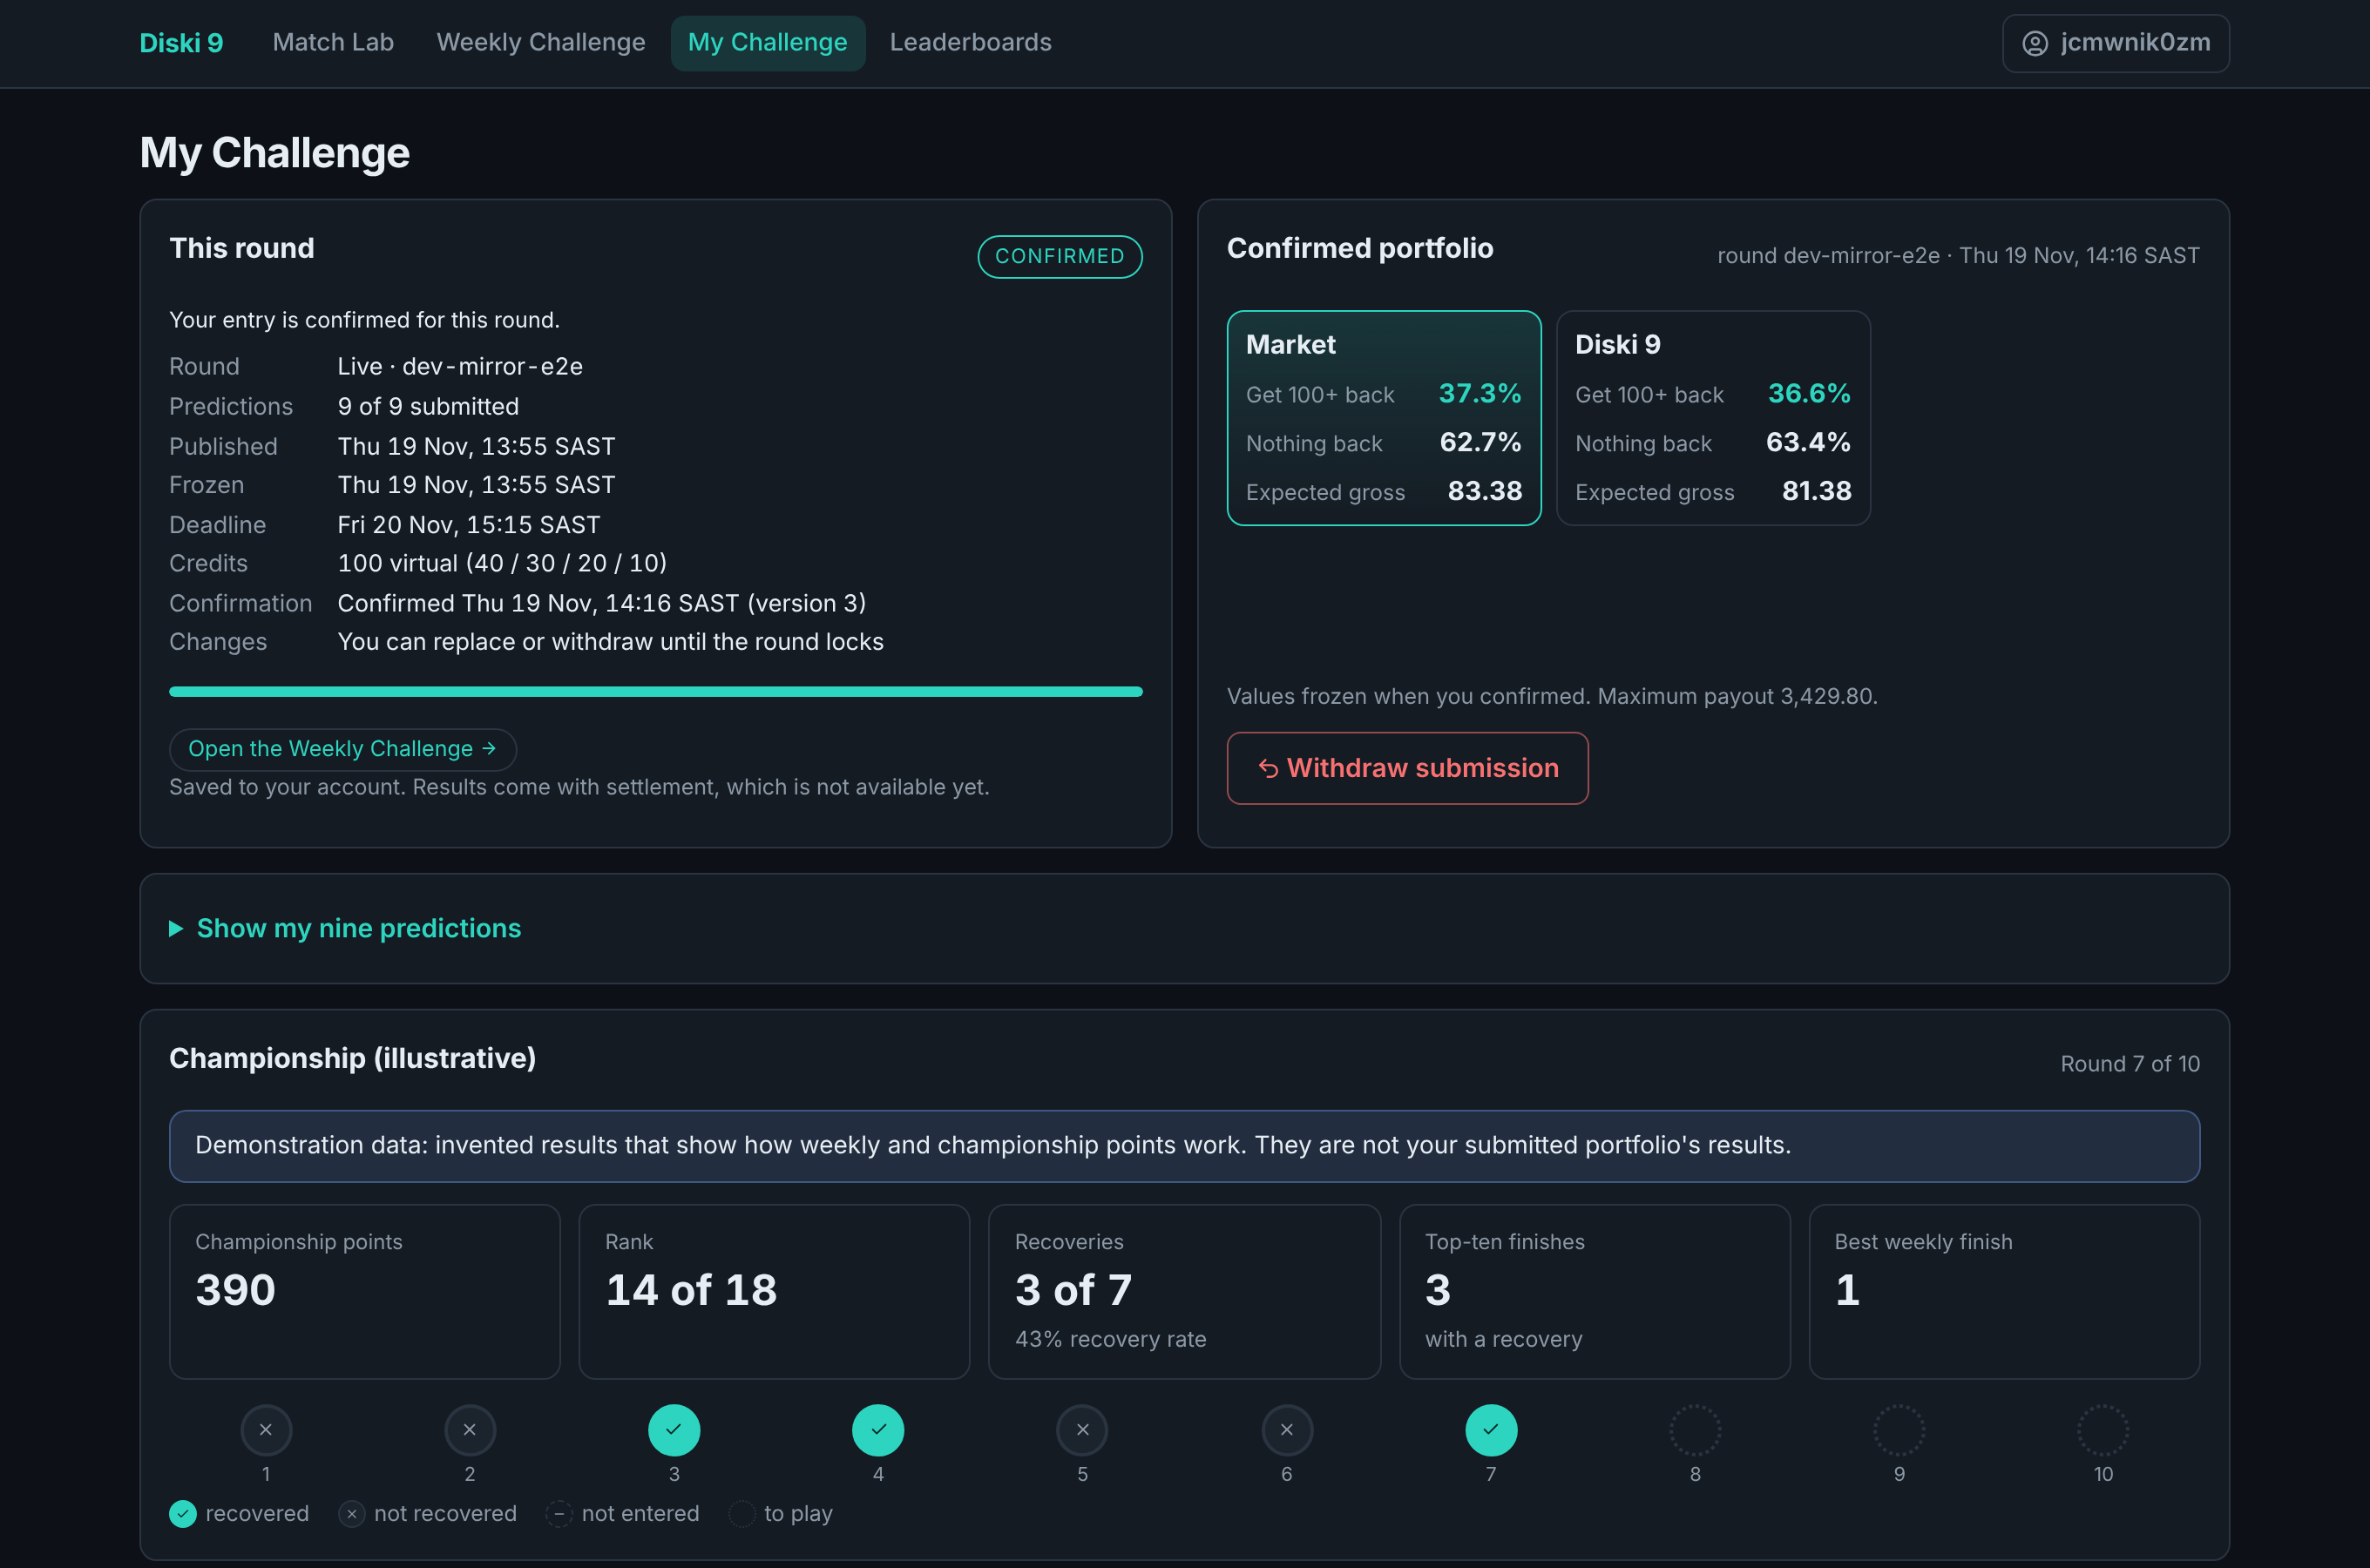 Diski 9 Match Lab Weekly Challenge My Challenge Leaderboards jcmwnik0zm
My Challenge
This round CONFIRMED
Your entry is confirmed for this round.
Round Live · dev-mirror-e2e
Predictions 9 of 9 submitted
Published Thu 19 Nov, 13:55 SAST
Frozen Thu 19 Nov, 13:55 SAST
Deadline Fri 20 Nov, 15:15 SAST
Credits 100 virtual (40 / 30 / 20 / 10)
Confirmation Confirmed Thu 19 Nov, 14:16 SAST (version 3)
Changes You can replace or withdraw until the round locks
Open the Weekly Challenge →
Saved to your account. Results come with settlement, which is not available yet.
Confirmed portfolio round dev-mirror-e2e · Thu 19 Nov, 14:16 SAST
Market
Get 100+ back 37.3%
Nothing back 62.7%
Expected gross 83.38
Diski 9
Get 100+ back 36.6%
Nothing back 63.4%
Expected gross 81.38
Values frozen when you confirmed. Maximum payout 3,429.80.
Withdraw submission
Show my nine predictions
Championship (illustrative) Round 7 of 10
Demonstration data: invented results that show how weekly and championship points work. They are not your submitted portfolio's results.
Championship points
390
Rank
14 of 18
Recoveries
3 of 7
43% recovery rate
Top-ten finishes
3
with a recovery
Best weekly finish
1
1 2 3 4 5 6 7 8 9 10
recovered not recovered not entered to play